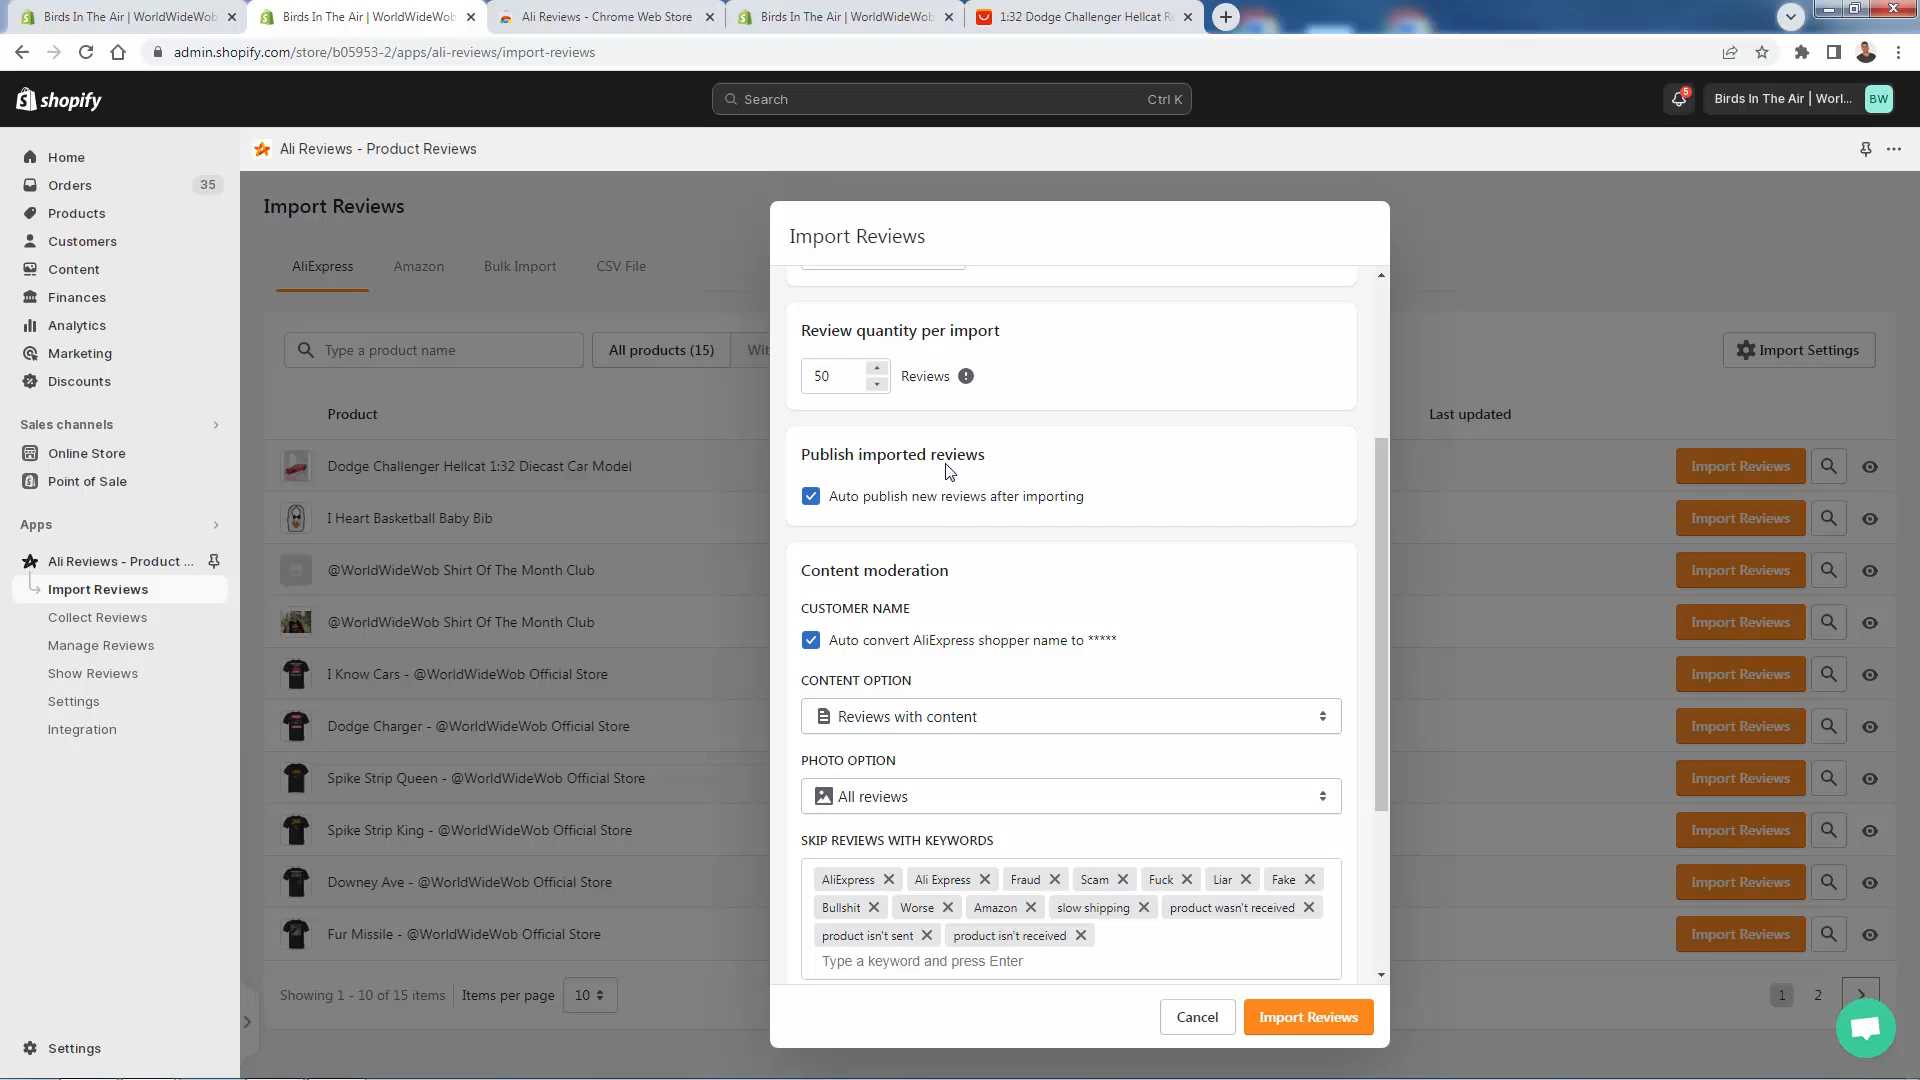 Birds In The Air | WorldWideWob
Birds In The Air | WorldWideWob
Ali Reviews - Chrome Web Store
Birds In The Air | WorldWideWob
1:32 Dodge Challenger Hellcat R
admin.shopify.com/store/b05953-2/apps/ali-reviews/import-reviews
shopify
Search
Ctrl K
5
Birds In The Air | Worl...
BW
Home
Orders
35
Products
Customers
Content
Finances
Analytics
Marketing
Discounts
Sales channels
Online Store
Point of Sale
Apps
Ali Reviews - Product ...
Import Reviews
Collect Reviews
Manage Reviews
Show Reviews
Settings
Integration
Settings
Ali Reviews - Product Reviews
Import Reviews
AliExpress
Amazon
Bulk Import
CSV File
Type a product name
All products (15)
Wit
Import Settings
Product
Last updated
Dodge Challenger Hellcat 1:32 Diecast Car Model
Import Reviews
I Heart Basketball Baby Bib
Import Reviews
@WorldWideWob Shirt Of The Month Club
Import Reviews
@WorldWideWob Shirt Of The Month Club
Import Reviews
I Know Cars - @WorldWideWob Official Store
Import Reviews
Dodge Charger - @WorldWideWob Official Store
Import Reviews
Spike Strip Queen - @WorldWideWob Official Store
Import Reviews
Spike Strip King - @WorldWideWob Official Store
Import Reviews
Downey Ave - @WorldWideWob Official Store
Import Reviews
Fur Missile - @WorldWideWob Official Store
Import Reviews
Showing 1 - 10 of 15 items
Items per page
10
1
2
Import Reviews
Review quantity per import
50
Reviews
Publish imported reviews
Auto publish new reviews after importing
Content moderation
CUSTOMER NAME
Auto convert AliExpress shopper name to *****
CONTENT OPTION
Reviews with content
PHOTO OPTION
All reviews
SKIP REVIEWS WITH KEYWORDS
AliExpress Ali Express Fraud Scam Fuck Liar Fake
Bullshit Worse Amazon slow shipping product wasn't received
product isn't sent product isn't received
Type a keyword and press Enter
Cancel
Import Reviews